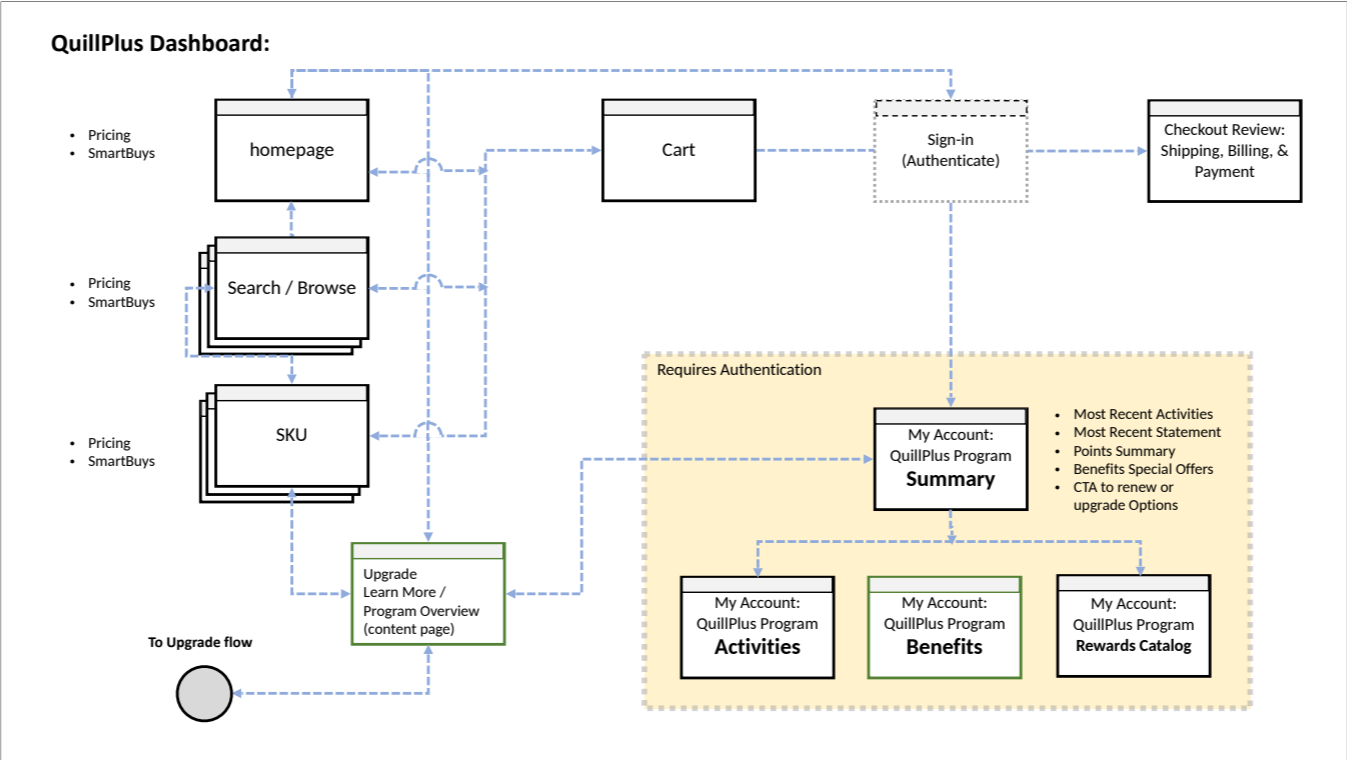 QuillPlus Dashboard:
• Pricing
• SmartBuys
homepage
Cart
Sign-in
(Authenticate)
Checkout Review:
Shipping, Billing, &
Payment
• Pricing
• SmartBuys
Search / Browse
• Pricing
• SmartBuys
SKU
Requires Authentication
My Account:
QuillPlus Program
Summary
• Most Recent Activities
• Most Recent Statement
• Points Summary
• Benefits Special Offers
• CTA to renew or
upgrade Options
Upgrade
Learn More /
Program Overview
(content page)
My Account:
QuillPlus Program
Activities
My Account:
QuillPlus Program
Benefits
My Account:
QuillPlus Program
Rewards Catalog
To Upgrade flow